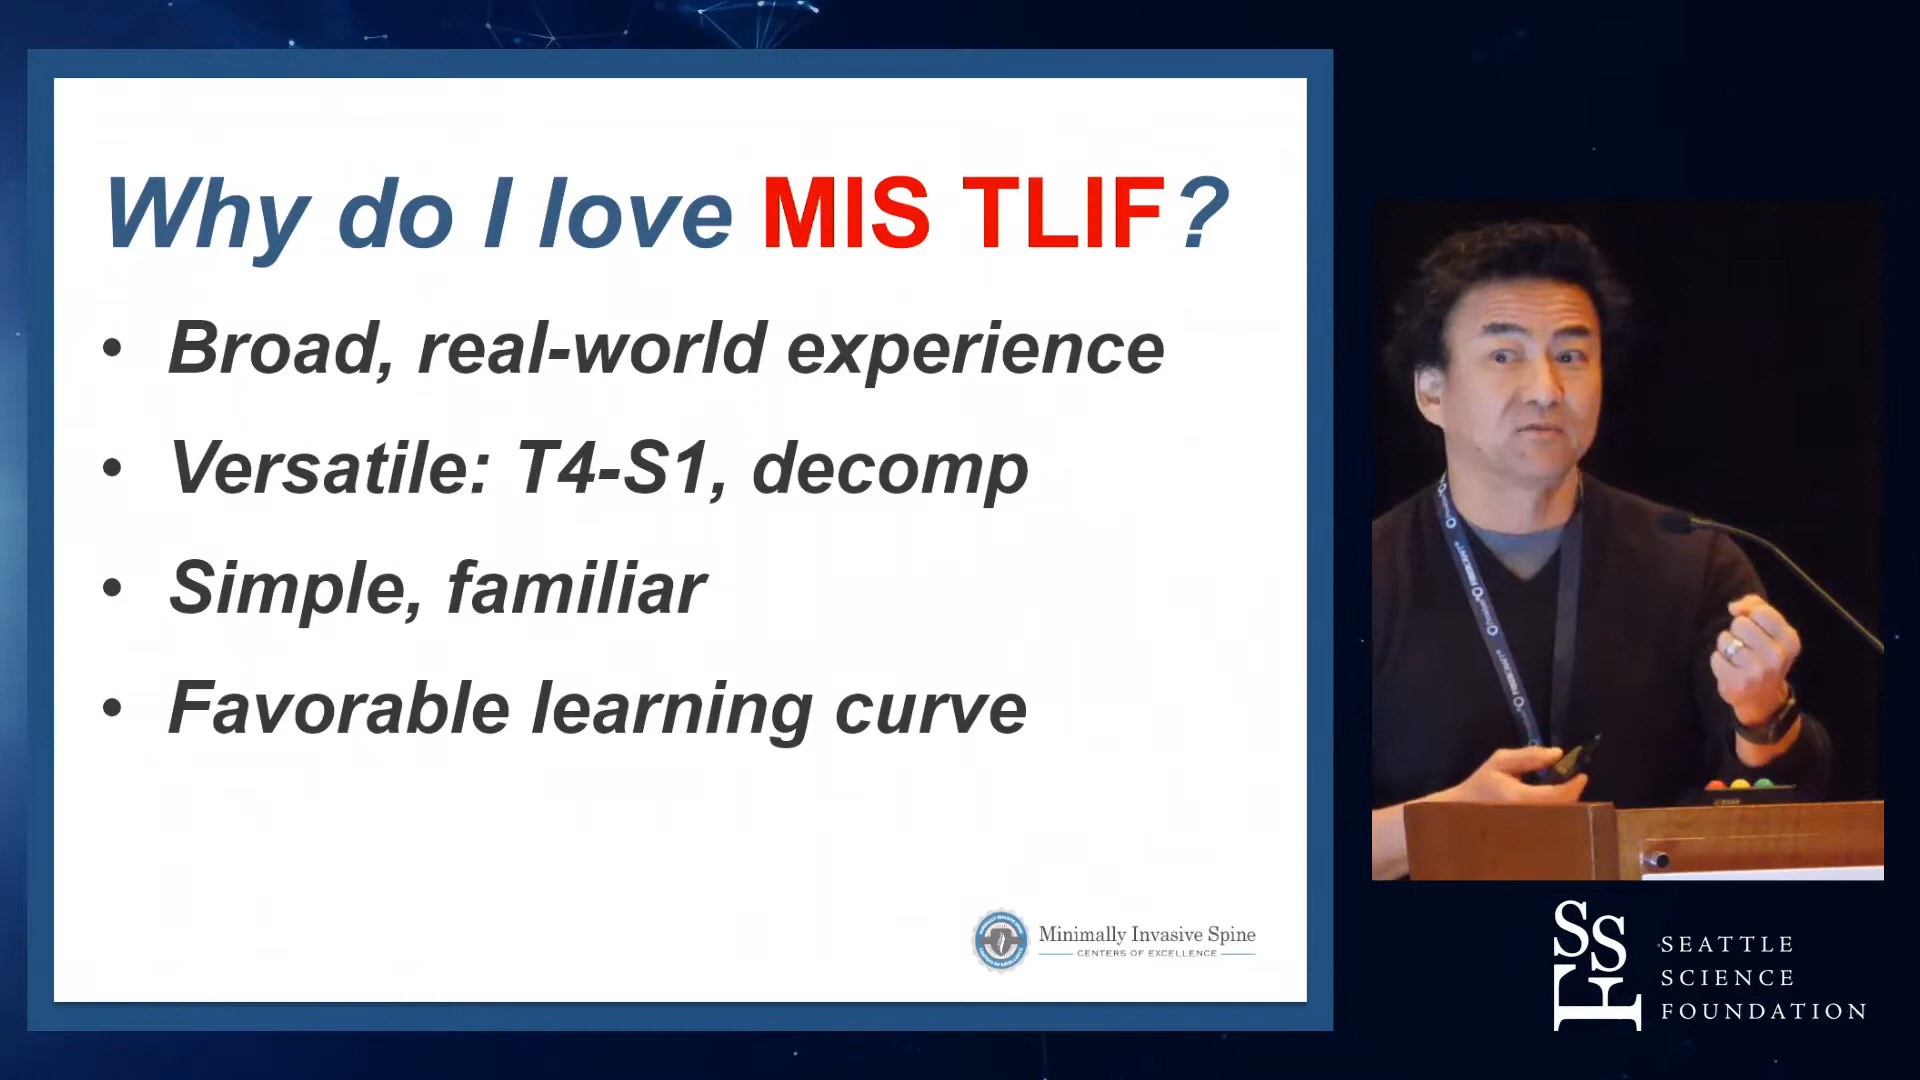 Why do I love MIS TLIF?
• Broad, real-world experience
• Versatile: T4-S1, decomp
• Simple, familiar
• Favorable learning curve
Minimally Invasive Spine
CENTERS OF EXCELLENCE
SSF
SEATTLE
SCIENCE
FOUNDATION